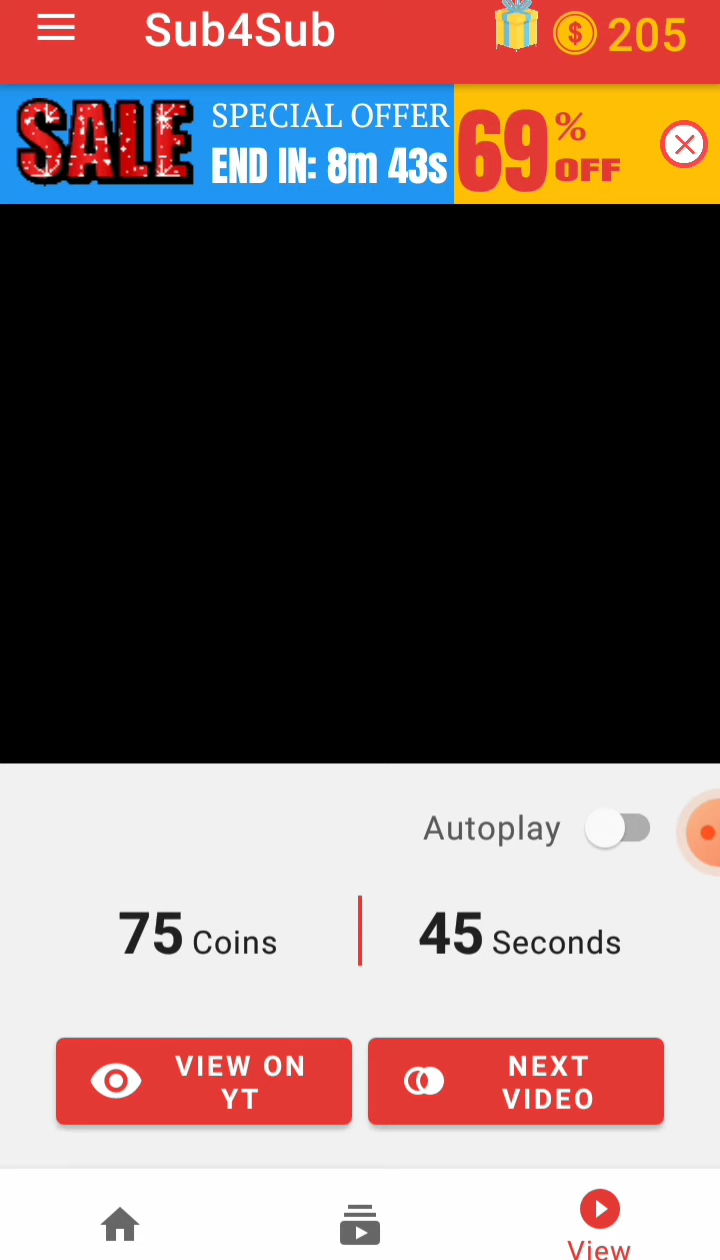 Sub4Sub
$ 205
SALE
SPECIAL OFFER
END IN: 8m 43s
69% OFF
Autoplay
75 Coins
45 Seconds
VIEW ON
YT
NEXT
VIDEO
View